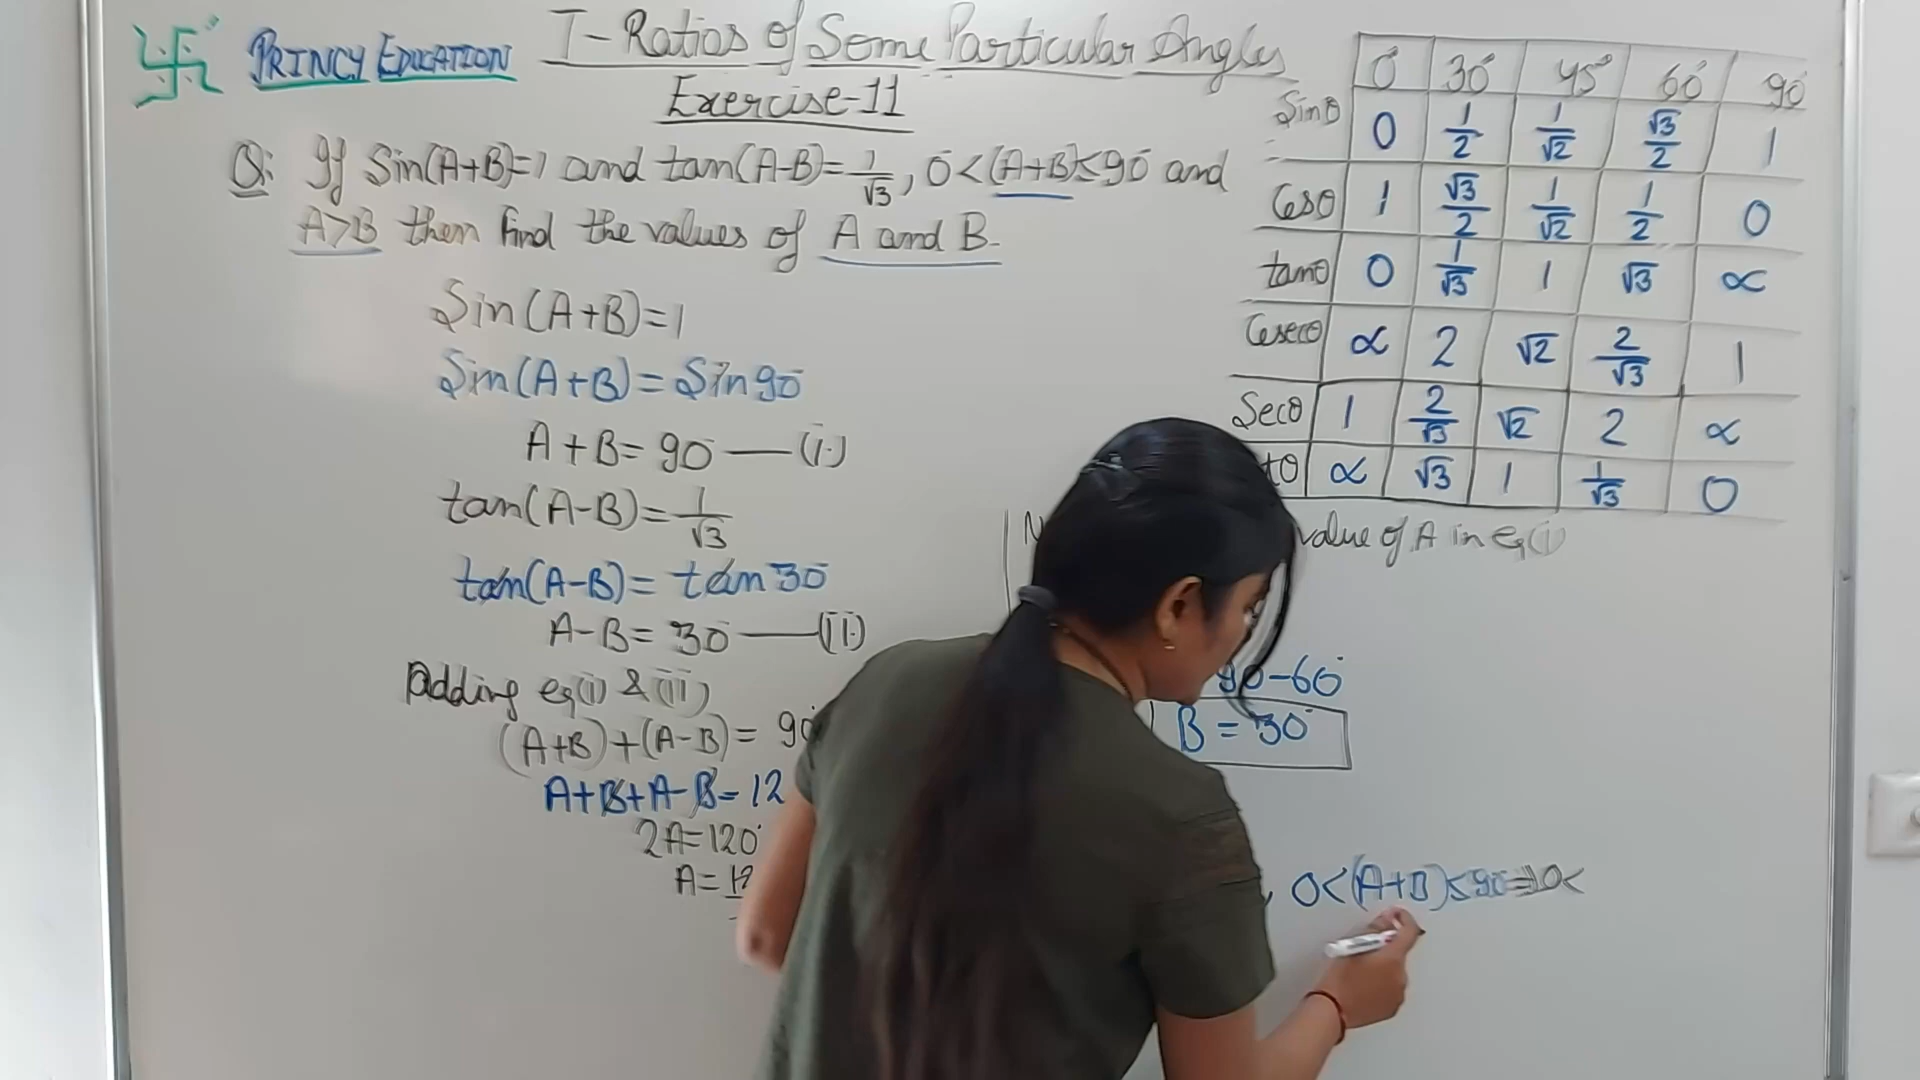 PRINCY EDUCATION
T-Ratios of Some Particular Angles
Exercise-11
Q: If Sin(A+B)=1 and tan(A-B)=1/√3, 0°<(A+B)≤90° and
A>B then find the values of A and B.
Sin(A+B)=1
Sin(A+B)=Sin90°
A+B=90°—(i.)
tan(A-B)=1/√3
tan(A-B)=tan30°
A-B=30°—(ii.)
Adding eq(i) & (ii)
(A+B)+(A-B)=90°
A+B+A-B=12
2A=120°
A=12
0° 30° 45° 60° 90°
Sinθ 0 1/2 1/√2 √3/2 1
Cosθ 1 √3/2 1/√2 1/2 0
tanθ 0 1/√3 1 √3 ∝
Cosecθ ∝ 2 √2 2/√3 1
Secθ 1 2/√3 √2 2 ∝
tθ ∝ √3 1 1/√3 0
value of A in eq(i)
90-60°
B=30°
, 0<(A+B)≤90°⇒0<